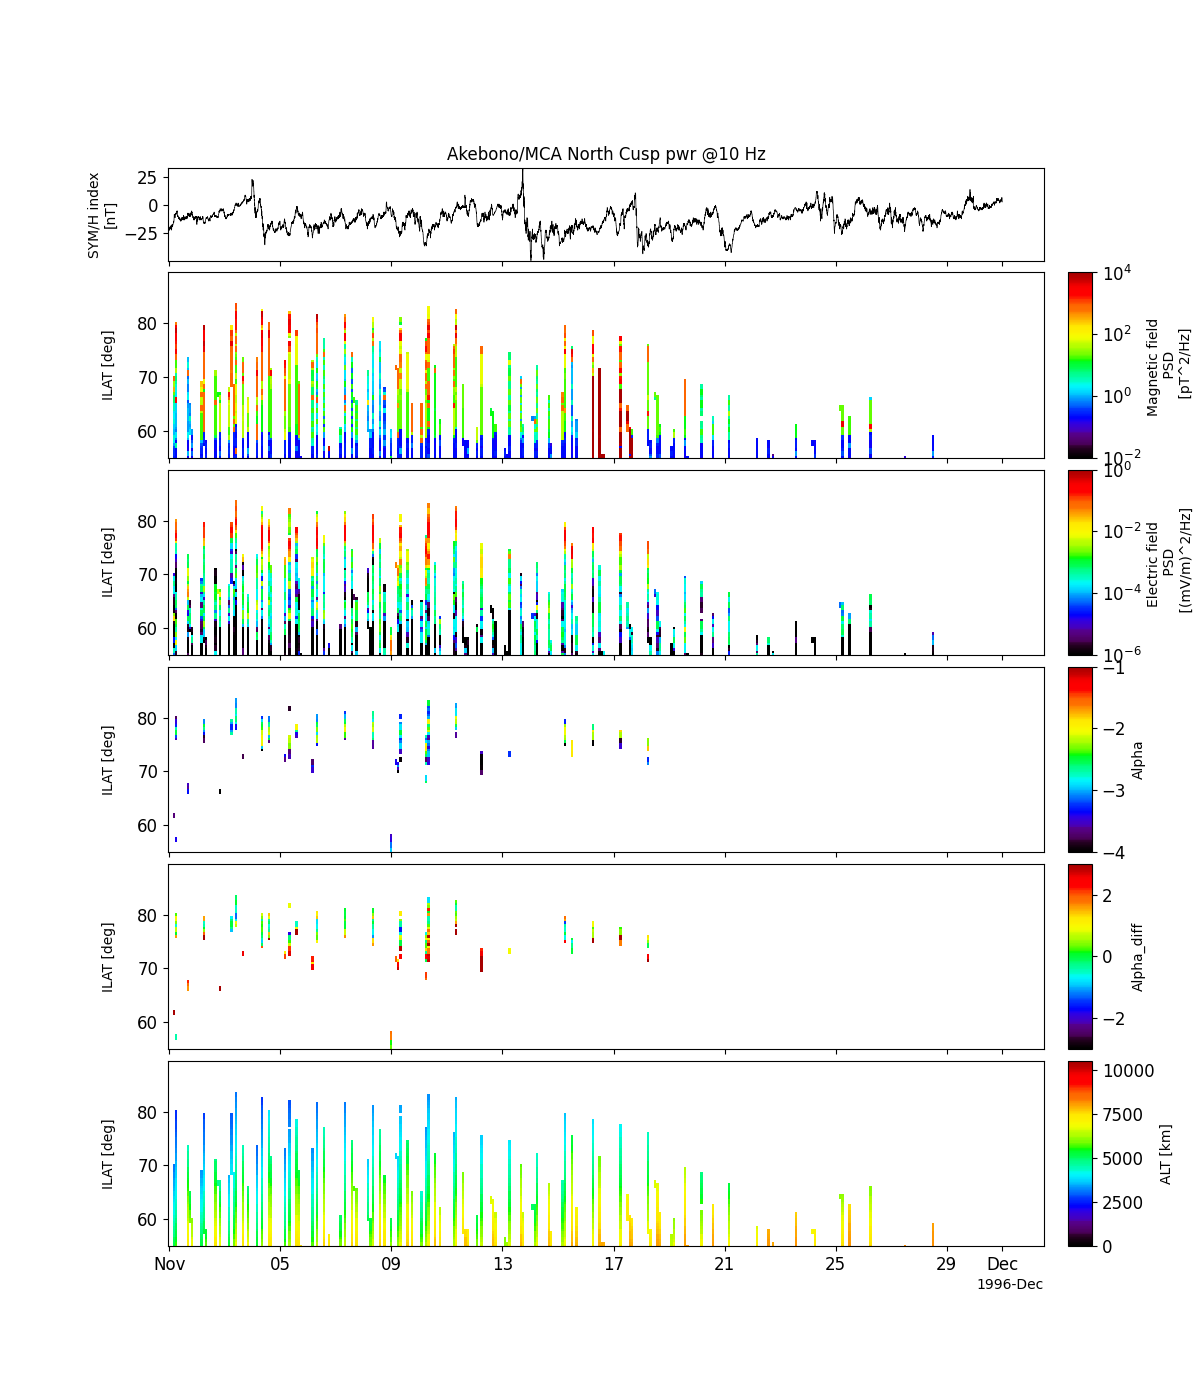 Akebono/MCA North Cusp pwr @10 Hz
SYM/H index
[nT]
25
0
−25
ILAT [deg]
80
70
60
10^4
10^2
10^0
10^−2
Magnetic field
PSD
[pT^2/Hz]
ILAT [deg]
80
70
60
10^0
10^−2
10^−4
10^−6
Electric field
PSD
[(mV/m)^2/Hz]
ILAT [deg]
80
70
60
−1
−2
−3
−4
Alpha
ILAT [deg]
80
70
60
2
0
−2
Alpha_diff
ILAT [deg]
80
70
60
10000
7500
5000
2500
0
ALT [km]
Nov 05 09 13 17 21 25 29 Dec
1996-Dec